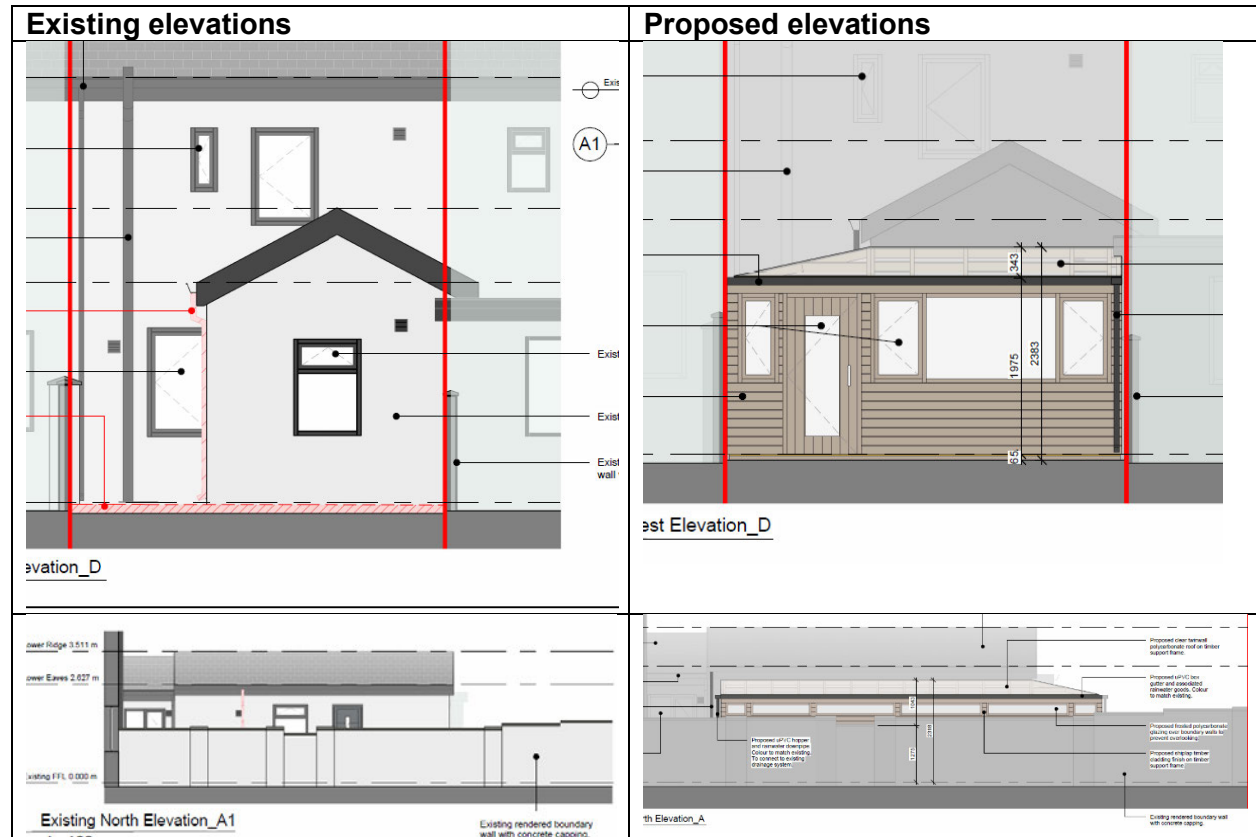 Existing elevations
Proposed elevations
Exis
A1
Exist
Exist
Exist
wall
evation_D
343
1975
2383
65
est Elevation_D
ower Ridge 3.511 m
ower Eaves 2.627 m
Existing FFL 0.000 m
Existing North Elevation_A1
Existing rendered boundary
wall with concrete capping.
Proposed clear twinwall
polycarbonate roof on timber
support frame.
Proposed uPVC box
gutter and associated
rainwater goods. Colour
to match existing.
Proposed uPVC hopper
and rainwater downpipe.
Colour to match existing.
To connect to existing
drainage system.
Proposed frosted polycarbonate
glazing over boundary walls to
prevent overlooking.
Proposed shiplap timber
cladding finish on timber
support frame.
rth Elevation_A
Existing rendered boundary
wall with concrete capping.